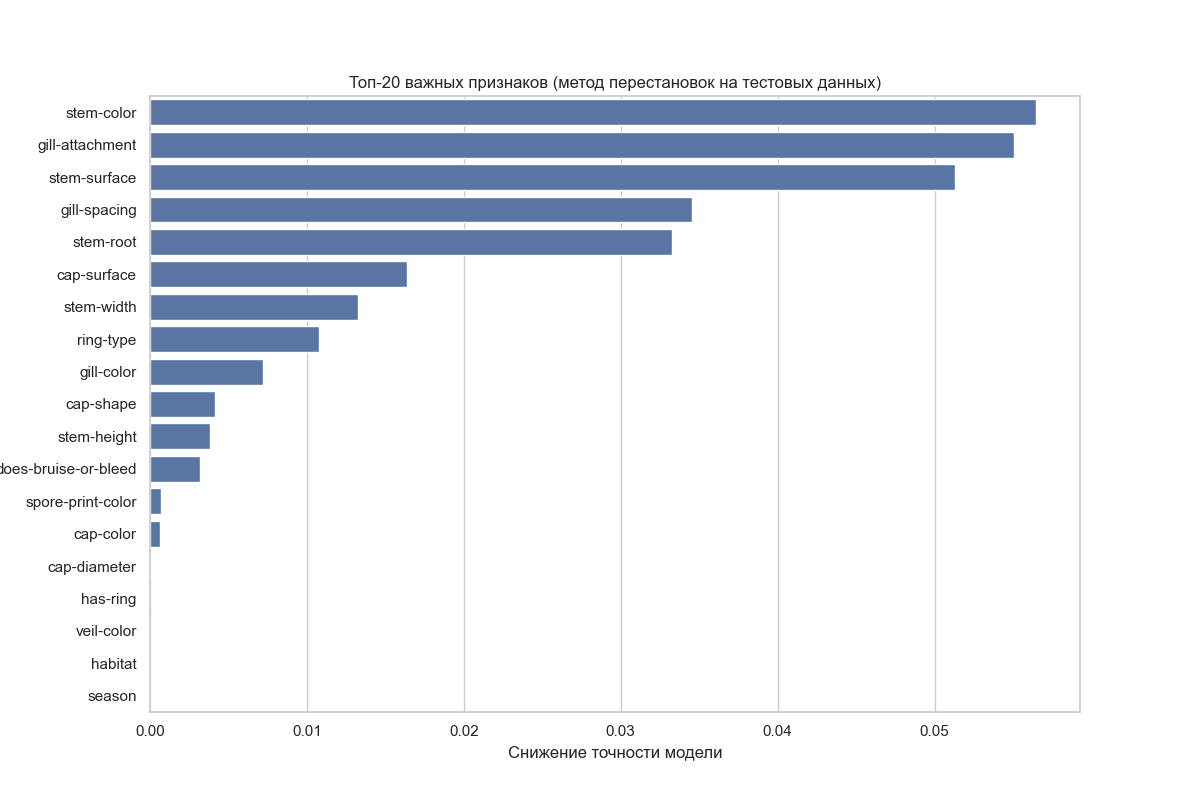 Топ-20 важных признаков (метод перестановок на тестовых данных)
stem-color
gill-attachment
stem-surface
gill-spacing
stem-root
cap-surface
stem-width
ring-type
gill-color
cap-shape
stem-height
does-bruise-or-bleed
spore-print-color
cap-color
cap-diameter
has-ring
veil-color
habitat
season
0.00 0.01 0.02 0.03 0.04 0.05
Снижение точности модели